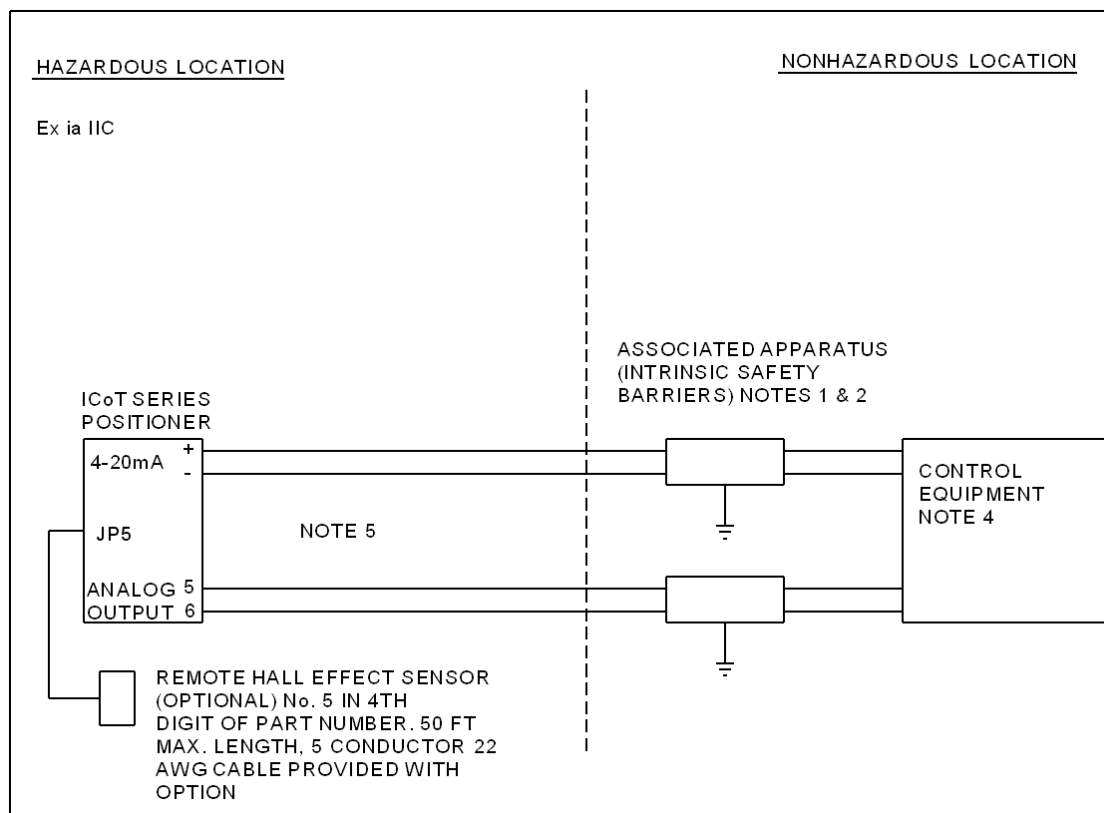 HAZARDOUS LOCATION
NONHAZARDOUS LOCATION
Ex ia IIC
ASSOCIATED APPARATUS
(INTRINSIC SAFETY
BARRIERS) NOTES 1 & 2
ICoT SERIES
POSITIONER
4-20mA
+
-
CONTROL
EQUIPMENT
NOTE 4
JP5
NOTE 5
ANALOG 5
OUTPUT 6
REMOTE HALL EFFECT SENSOR
(OPTIONAL) No. 5 IN 4TH
DIGIT OF PART NUMBER. 50 FT
MAX. LENGTH, 5 CONDUCTOR 22
AWG CABLE PROVIDED WITH
OPTION